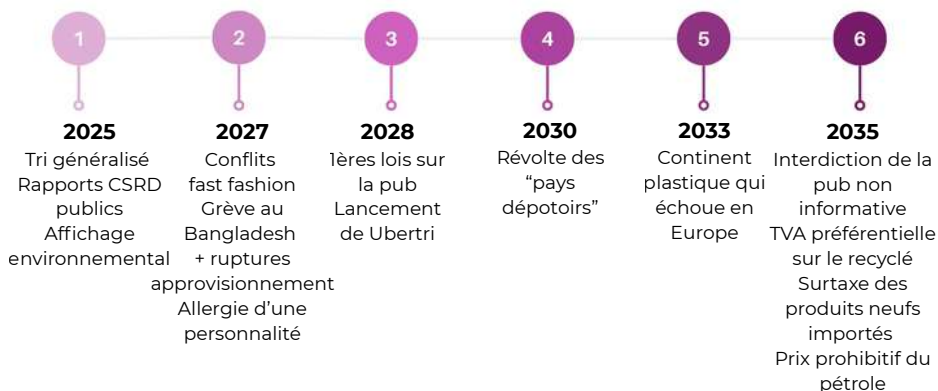 1
2025
Tri généralisé
Rapports CSRD
publics
Affichage
environnemental
2
2027
Conflits
fast fashion
Grève au
Bangladesh
+ ruptures
approvisionnement
Allergie d’une
personnalité
3
2028
1ères lois sur
la pub
Lancement
de Ubertri
4
2030
Révolte des
“pays
dépotoirs”
5
2033
Continent
plastique qui
échoue en
Europe
6
2035
Interdiction de la
pub non
informative
TVA préférentielle
sur le recyclé
Surtaxe des
produits neufs
importés
Prix prohibitif du
pétrole